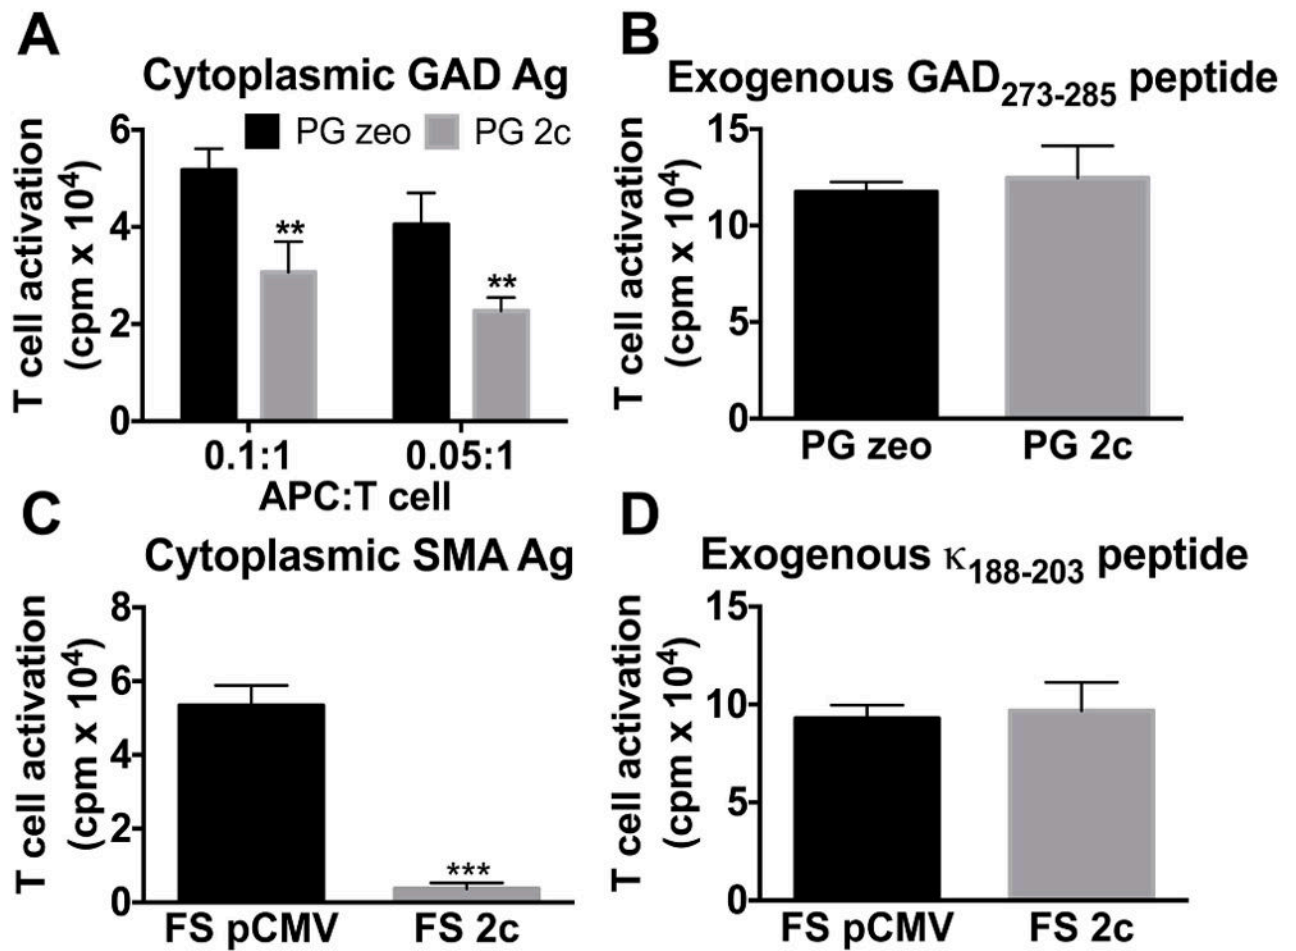 A
Cytoplasmic GAD Ag
PG zeo PG 2c
T cell activation
(cpm x 10⁴)
6
4
2
0
**
**
0.1:1 0.05:1
APC:T cell
B
Exogenous GAD₂₇₃₋₂₈₅ peptide
T cell activation
(cpm x 10⁴)
15
10
5
0
PG zeo PG 2c
C
Cytoplasmic SMA Ag
T cell activation
(cpm x 10⁴)
8
6
4
2
0
***
FS pCMV FS 2c
D
Exogenous κ₁₈₈₋₂₀₃ peptide
T cell activation
(cpm x 10⁴)
15
10
5
0
FS pCMV FS 2c